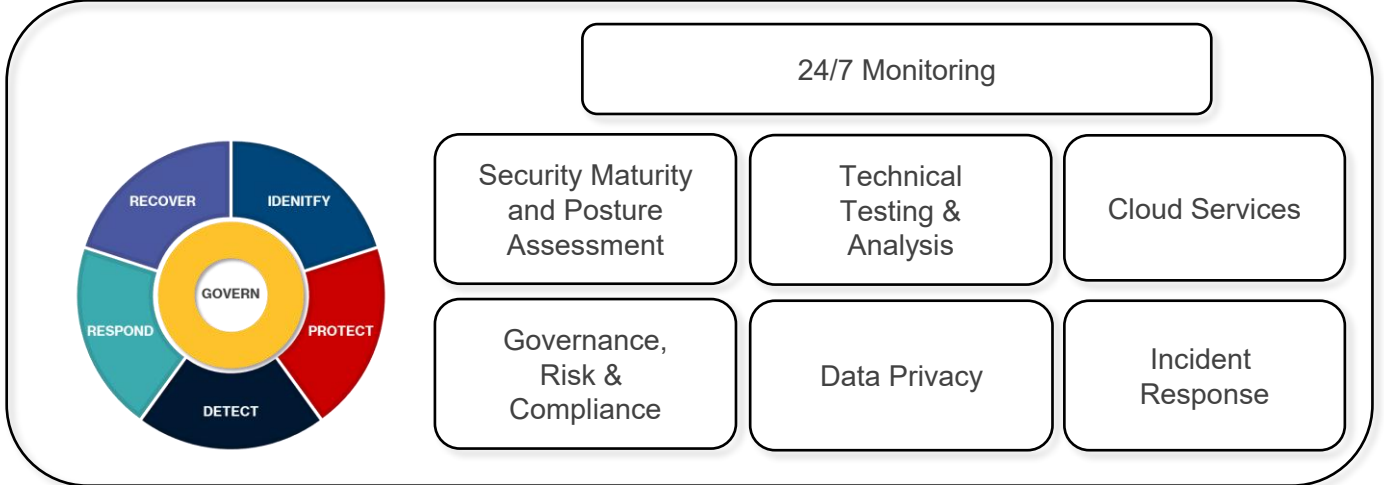 24/7 Monitoring
RECOVER
IDENITFY
GOVERN
RESPOND
PROTECT
DETECT
Security Maturity
and Posture
Assessment
Technical
Testing &
Analysis
Cloud Services
Governance,
Risk &
Compliance
Data Privacy
Incident
Response